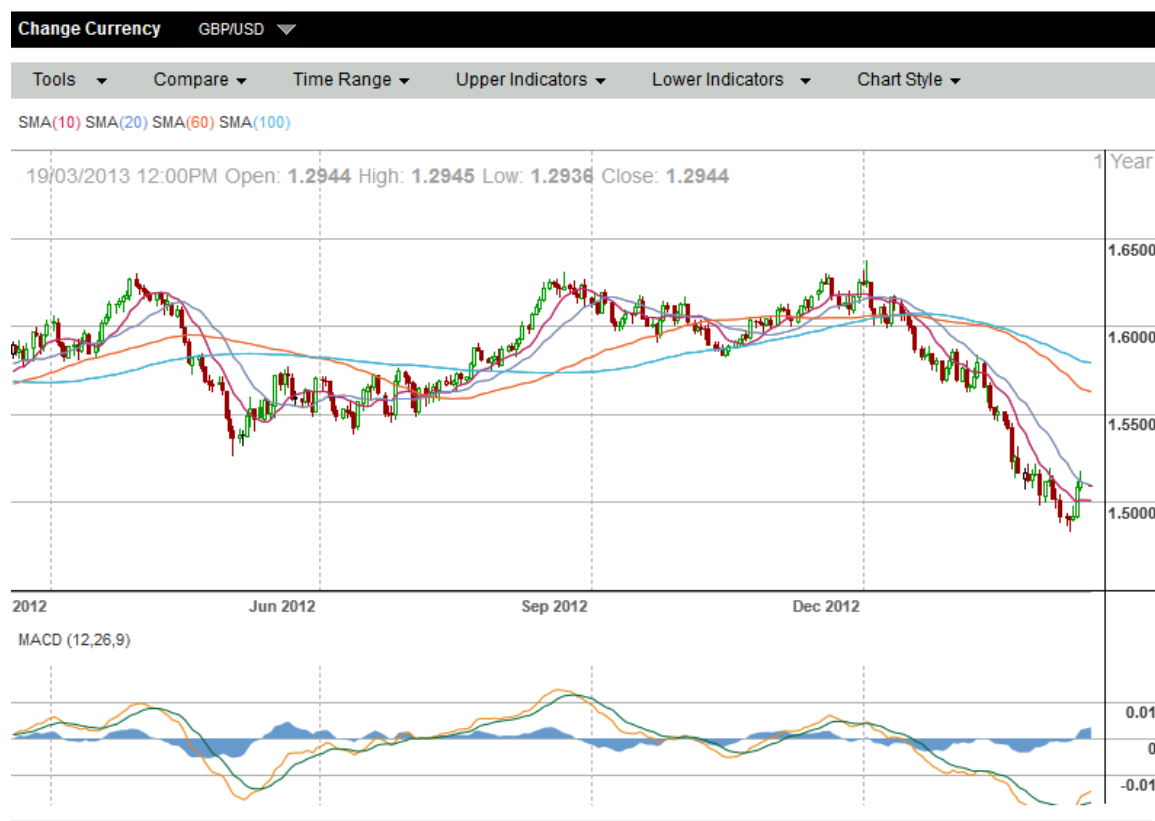 Change Currency GBP/USD
Tools Compare Time Range Upper Indicators Lower Indicators Chart Style
SMA(10) SMA(20) SMA(60) SMA(100)
1 Year
19/03/2013 12:00PM Open: 1.2944 High: 1.2945 Low: 1.2936 Close: 1.2944
1.6500
1.6000
1.5500
1.5000
2012 Jun 2012 Sep 2012 Dec 2012
MACD (12,26,9)
0.01
0
-0.01